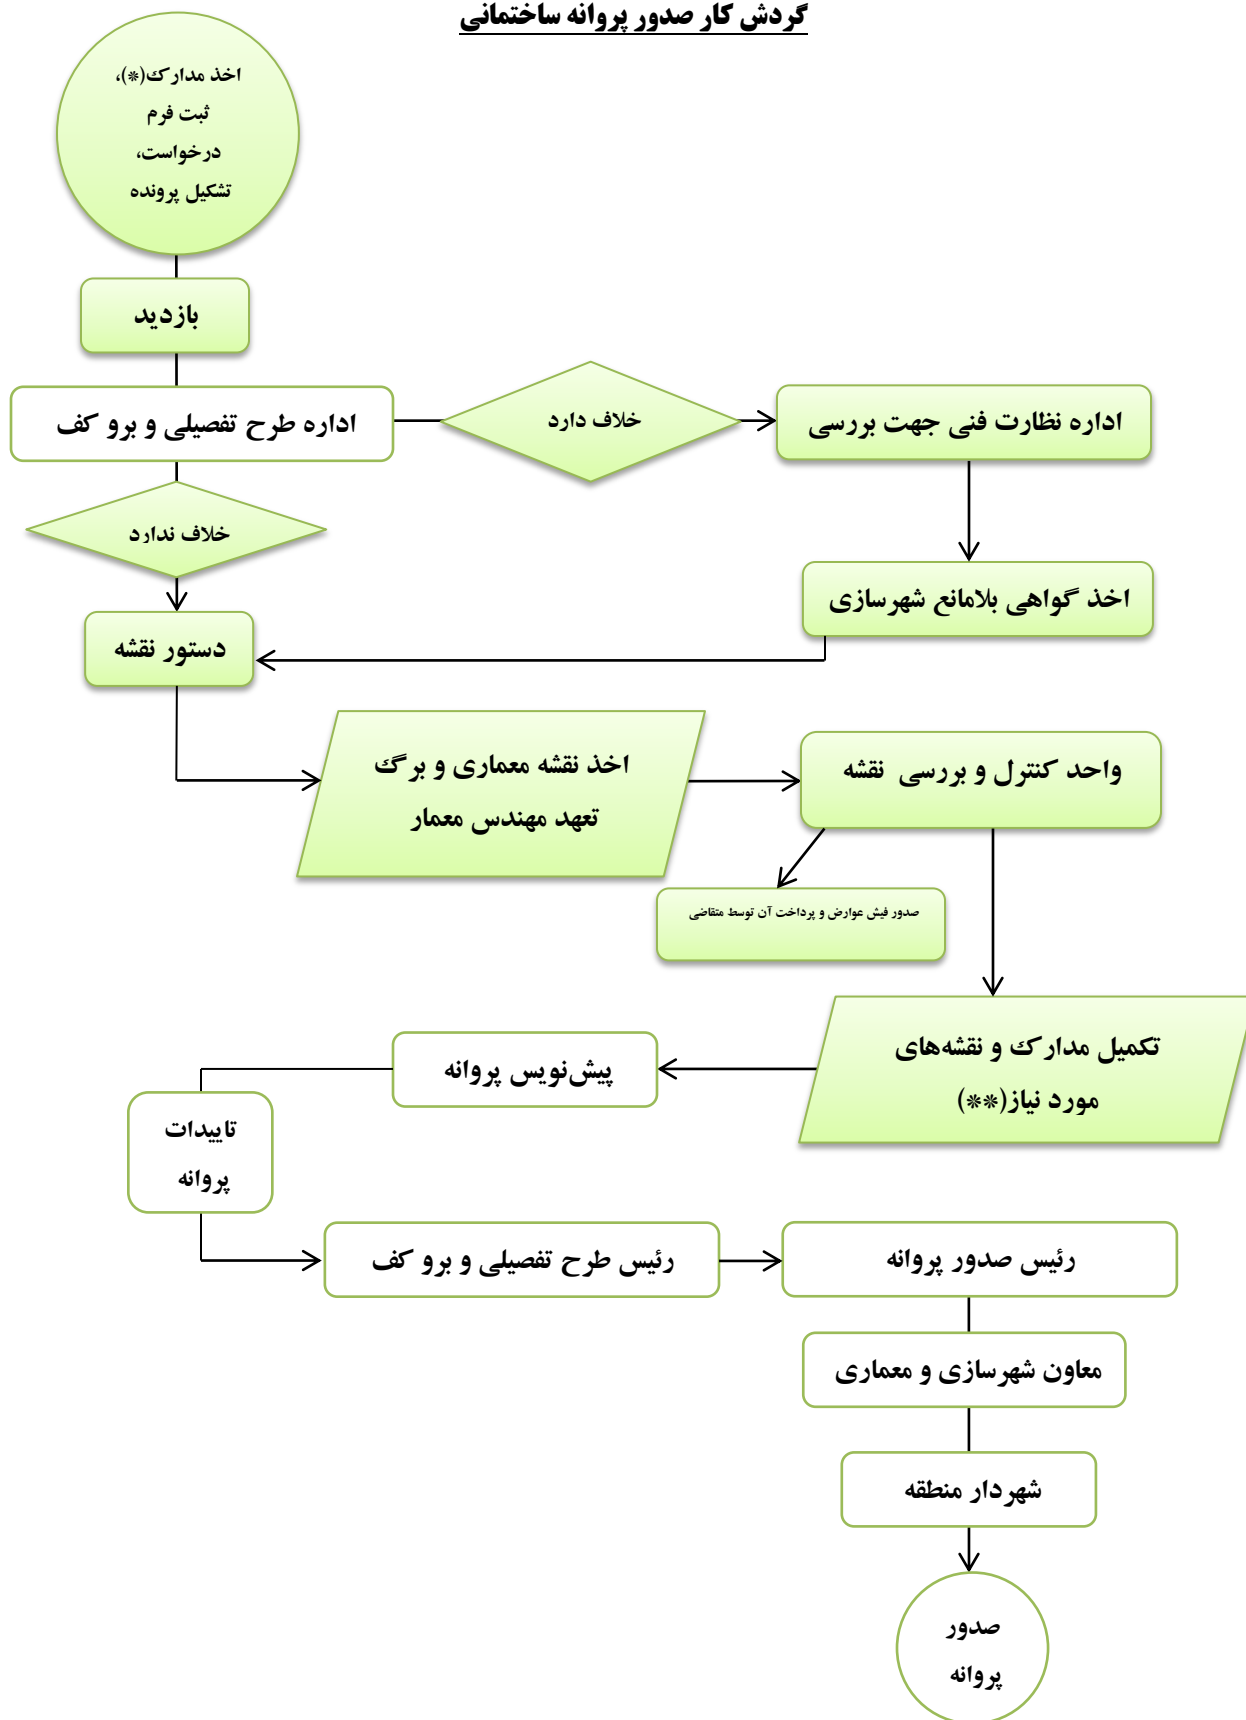 گردش کار صدور پروانه ساختمانی
اخذ مدارک(*)،
ثبت فرم
درخواست،
تشکیل پرونده
بازدید
اداره طرح تفصیلی و برو کف
خلاف دارد
اداره نظارت فنی جهت بررسی
خلاف ندارد
اخذ گواهی بلامانع شهرسازی
دستور نقشه
اخذ نقشه معماری و برگ
تعهد مهندس معمار
واحد کنترل و بررسی نقشه
صدور فیش عوارض و پرداخت آن توسط متقاضی
تکمیل مدارک و نقشه‌های
مورد نیاز(**)
پیش‌نویس پروانه
تاییدات
پروانه
رئیس طرح تفصیلی و برو کف
رئیس صدور پروانه
معاون شهرسازی و معماری
شهردار منطقه
صدور
پروانه